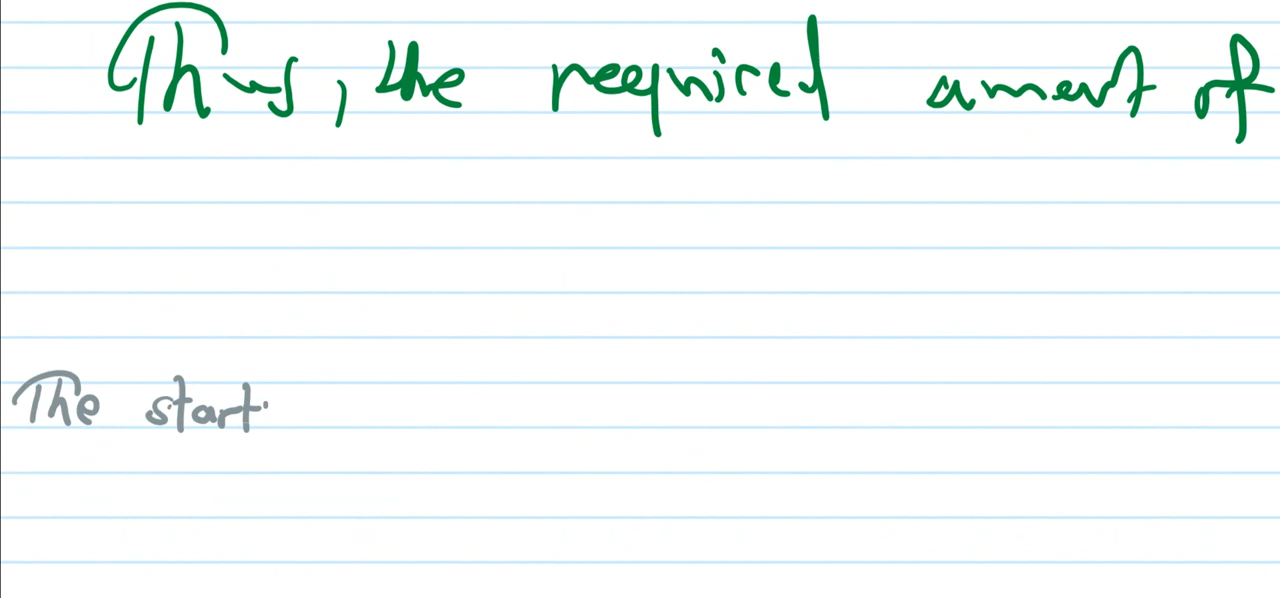 Thus, the required amount of
The start